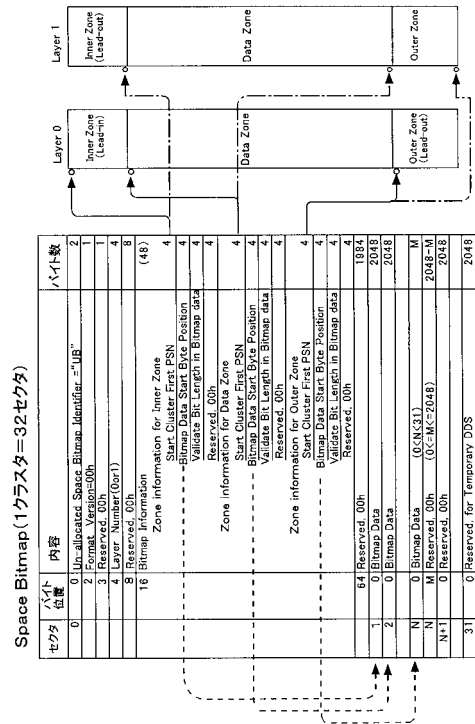 Space Bitmap(1クラスタ=32セクタ)
セクタ バイト位置 内容 バイト数
0 0 Un-allocated Space Bitmap Identifier ="UB" 2
2 Format Version=00h 1
3 Reserved, 00h 1
4 Layer Number(0or1) 4
8 Reserved, 00h 8
16 Bitmap Information (48)
Zone information for Inner Zone
Start Cluster First PSN 4
Bitmap Data Start Byte Position 4
Validate Bit Length in Bitmap data 4
Reserved, 00h 4
Zone information for Data Zone
Start Cluster First PSN 4
Bitmap Data Start Byte Position 4
Validate Bit Length in Bitmap data 4
Reserved, 00h 4
Zone information for Outer Zone
Start Cluster First PSN 4
Bitmap Data Start Byte Position 4
Validate Bit Length in Bitmap data 4
Reserved, 00h 4
64 Reserved, 00h 1984
1 0 Bitmap Data 2048
2 0 Bitmap Data 2048
N 0 Bitmap Data (0<N<31) M
N M Reserved, 00h (0<=M<=2048) 2048-M
N+1 0 Reserved, 00h 2048
31 0 Reserved, for Temporary DDS 2048
Layer 0
Inner Zone
(Lead-in)
Data Zone
Outer Zone
(Lead-out)
Layer 1
Inner Zone
(Lead-out)
Data Zone
Outer Zone